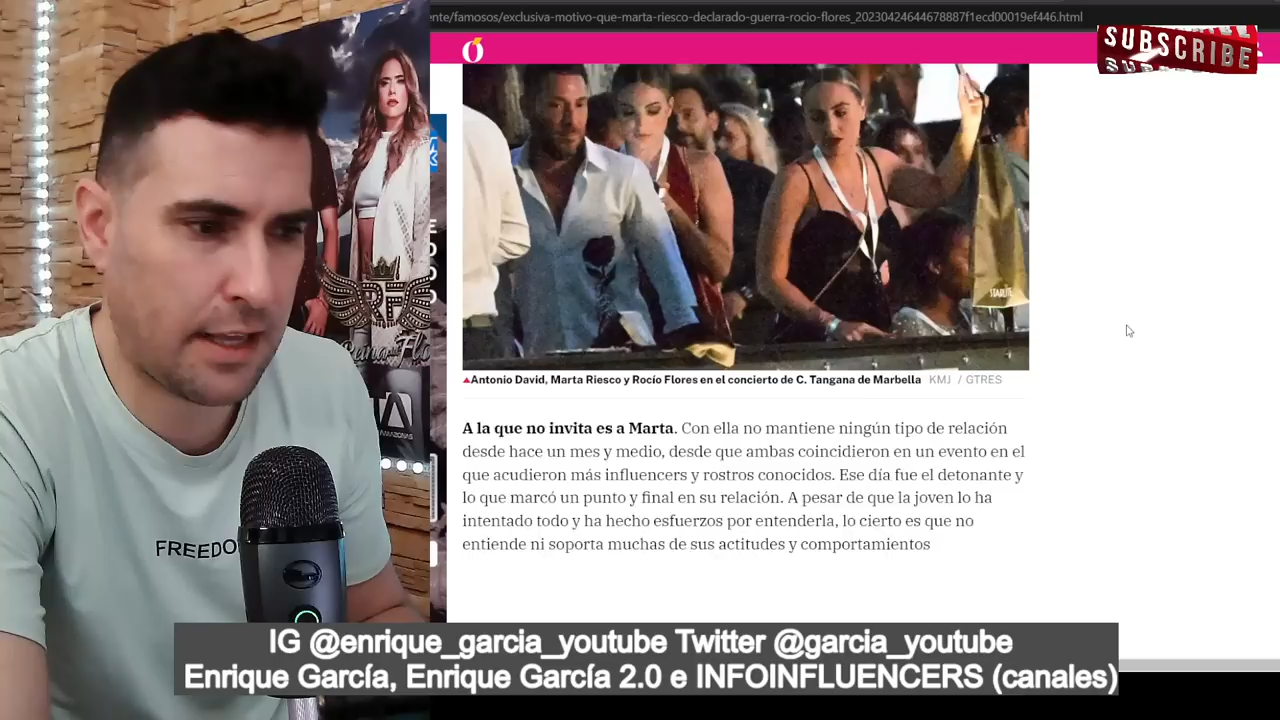 ente/famosos/exclusiva-motivo-que-marta-riesco-declarado-guerra-rocio-flores_20230424644678887f1ecd00019ef446.html
SUBSCRIBE
STARLITE
RF
FREEDO
Antonio David, Marta Riesco y Rocío Flores en el concierto de C. Tangana de Marbella KMJ / GTRES
A la que no invita es a Marta. Con ella no mantiene ningún tipo de relación
desde hace un mes y medio, desde que ambas coincidieron en un evento en el
que acudieron más influencers y rostros conocidos. Ese día fue el detonante y
lo que marcó un punto y final en su relación. A pesar de que la joven lo ha
intentado todo y ha hecho esfuerzos por entenderla, lo cierto es que no
entiende ni soporta muchas de sus actitudes y comportamientos
IG @enrique_garcia_youtube Twitter @garcia_youtube
Enrique García, Enrique García 2.0 e INFOINFLUENCERS (canales)